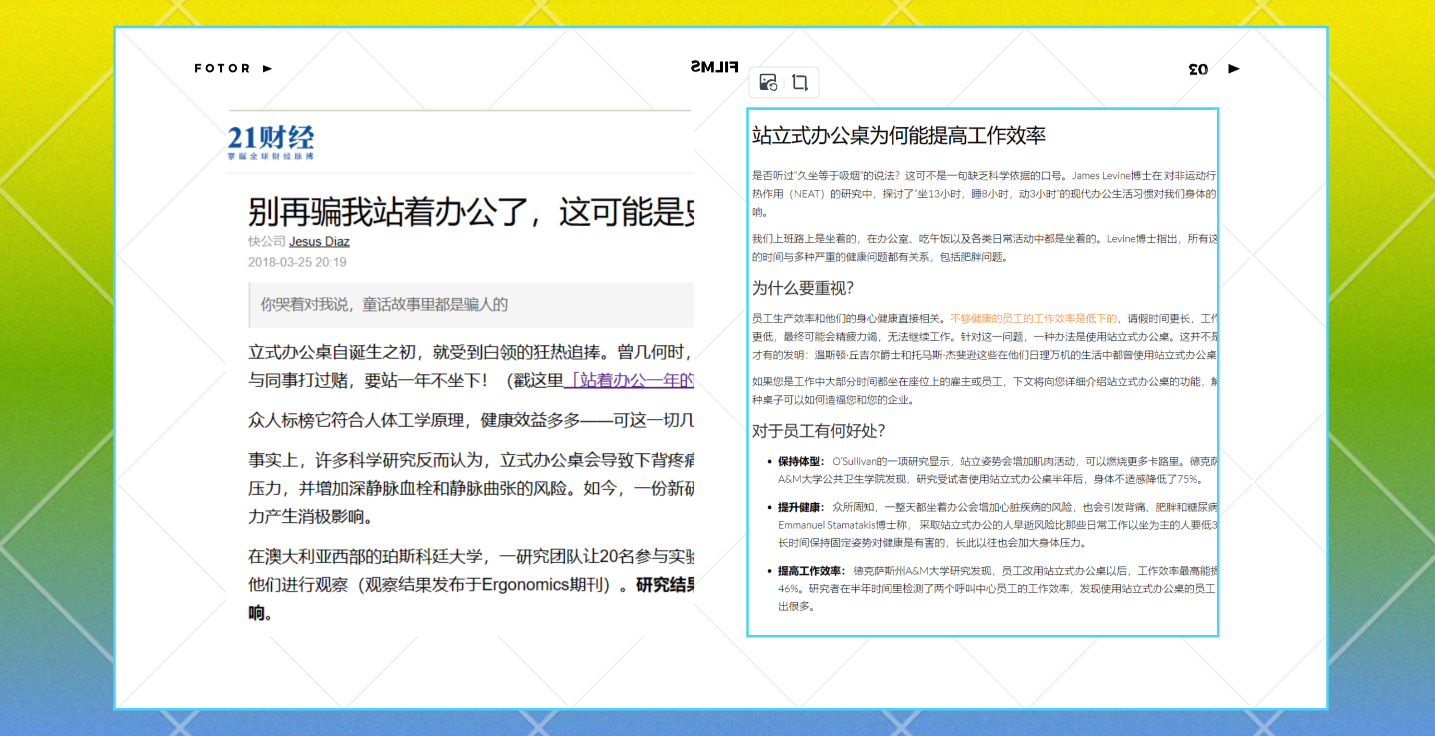 FOTOR ►
FILMS
03 ►
21财经
掌握全球财经脉搏
别再骗我站着办公了，这可能是
快公司 Jesus Diaz
2018-03-25 20:19
你哭着对我说，童话故事里都是骗人的
立式办公桌自诞生之初，就受到白领的狂热追捧。曾几何时，
与同事打过赌，要站一年不坐下！（戳这里「站着办公一年的
众人标榜它符合人体工学原理，健康效益多多——可这一切几
事实上，许多科学研究反而认为，立式办公桌会导致下背疼痛
压力，并增加深静脉血栓和静脉曲张的风险。如今，一份新研
力产生消极影响。
在澳大利亚西部的珀斯科廷大学，一研究团队让20名参与实验
他们进行观察（观察结果发布于Ergonomics期刊）。研究结果
响。
站立式办公桌为何能提高工作效率
是否听过“久坐等于吸烟”的说法？这可不是一句缺乏科学依据的口号。James Levine博士在 对非运动行
热作用（NEAT）的研究中，探讨了“坐13小时，睡8小时，动3小时”的现代办公生活习惯对我们身体的
响。
我们上班路上是坐着的，在办公室、吃午饭以及各类日常活动中都是坐着的。Levine博士指出，所有这
的时间与多种严重的健康问题都有关系，包括肥胖问题。
为什么要重视？
员工生产效率和他们的身心健康直接相关。不够健康的员工的工作效率是低下的，请假时间更长，工作
更低，最终可能会精疲力竭，无法继续工作。针对这一问题，一种办法是使用站立式办公桌。这并不是
才有的发明：温斯顿·丘吉尔爵士和托马斯·杰斐逊这些在他们日理万机的生活中都曾使用站立式办公桌
如果您是工作中大部分时间都坐在座位上的雇主或员工，下文将向您详细介绍站立式办公桌的功能，解
种桌子可以如何造福您和您的企业。
对于员工有何好处？
• 保持体型： O’Sullivan的一项研究显示，站立姿势会增加肌肉活动，可以燃烧更多卡路里。德克萨
A&M大学公共卫生学院发现，研究受试者使用站立式办公桌半年后，身体不适感降低了75%。
• 提升健康： 众所周知，一整天都坐着办公会增加心脏疾病的风险，也会引发背痛、肥胖和糖尿病
Emmanuel Stamatakis博士称， 采取站立式办公的人早逝风险比那些日常工作以坐为主的人要低3
长时间保持固定姿势对健康是有害的，长此以往也会加大身体压力。
• 提高工作效率： 德克萨斯州A&M大学研究发现，员工改用站立式办公桌以后，工作效率最高能提
46%。研究者在半年时间里检测了两个呼叫中心员工的工作效率，发现使用站立式办公桌的员工
出很多。